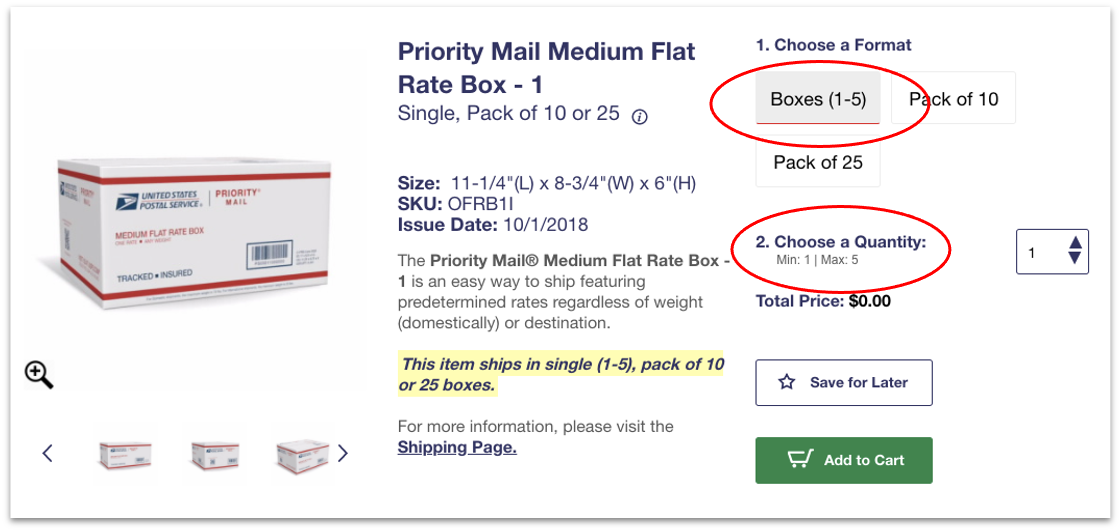 Priority Mail Medium Flat
Rate Box - 1
Single, Pack of 10 or 25
Size: 11-1/4"(L) x 8-3/4"(W) x 6"(H)
SKU: OFRB1I
Issue Date: 10/1/2018
The Priority Mail® Medium Flat Rate Box -
1 is an easy way to ship featuring
predetermined rates regardless of weight
(domestically) or destination.
This item ships in single (1-5), pack of 10
or 25 boxes.
For more information, please visit the
Shipping Page.
1. Choose a Format
Boxes (1-5)
Pack of 10
Pack of 25
2. Choose a Quantity:
Min: 1 | Max: 5
1
Total Price: $0.00
Save for Later
Add to Cart
UNITED STATES
POSTAL SERVICE®
PRIORITY®
MAIL
MEDIUM FLAT RATE BOX
ONE RATE ■ ANY WEIGHT
TRACKED ■ INSURED